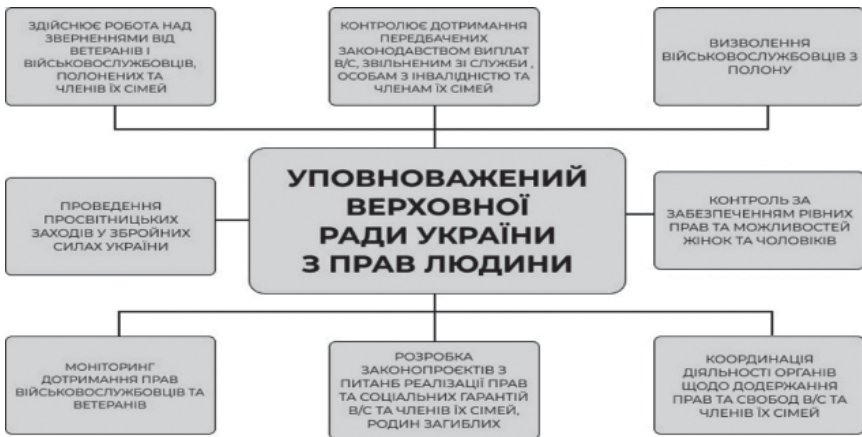 ЗДІЙСНЮЄ РОБОТА НАД
ЗВЕРНЕННЯМИ ВІД
ВЕТЕРАНІВ І
ВІЙСЬКОВОСЛУЖБОВЦІВ,
ПОЛОНЕНИХ ТА
ЧЛЕНІВ ЇХ СІМЕЙ
КОНТРОЛЮЄ ДОТРИМАННЯ
ПЕРЕДБАЧЕНИХ
ЗАКОНОДАВСТВОМ ВИПЛАТ
В/С, ЗВІЛЬНЕНИМ ЗІ СЛУЖБИ ,
ОСОБАМ З ІНВАЛІДНІСТЮ ТА
ЧЛЕНАМ ЇХ СІМЕЙ
ВИЗВОЛЕННЯ
ВІЙСЬКОВОСЛУЖБОВЦІВ З
ПОЛОНУ
ПРОВЕДЕННЯ
ПРОСВІТНИЦЬКИХ
ЗАХОДІВ У ЗБРОЙНИХ
СИЛАХ УКРАЇНИ
УПОВНОВАЖЕНИЙ
ВЕРХОВНОЇ
РАДИ УКРАЇНИ
З ПРАВ ЛЮДИНИ
КОНТРОЛЬ ЗА
ЗАБЕЗПЕЧЕННЯМ РІВНИХ
ПРАВ ТА МОЖЛИВОСТЕЙ
ЖІНОК ТА ЧОЛОВІКІВ
МОНІТОРИНГ
ДОТРИМАННЯ ПРАВ
ВІЙСЬКОВОСЛУЖБОВЦІВ ТА
ВЕТЕРАНІВ
РОЗРОБКА
ЗАКОНОПРОЄКТІВ З
ПИТАНБ РЕАЛІЗАЦІЇ ПРАВ
ТА СОЦІАЛЬНИХ ГАРАНТІЙ
В/С ТА ЧЛЕНІВ ЇХ СІМЕЙ,
РОДИН ЗАГИБЛИХ
КООРДИНАЦІЯ
ДІЯЛЬНОСТІ ОРГАНІВ
ЩОДО ДОДЕРЖАННЯ
ПРАВ ТА СВОБОД В/С ТА
ЧЛЕНІВ ЇХ СІМЕЙ